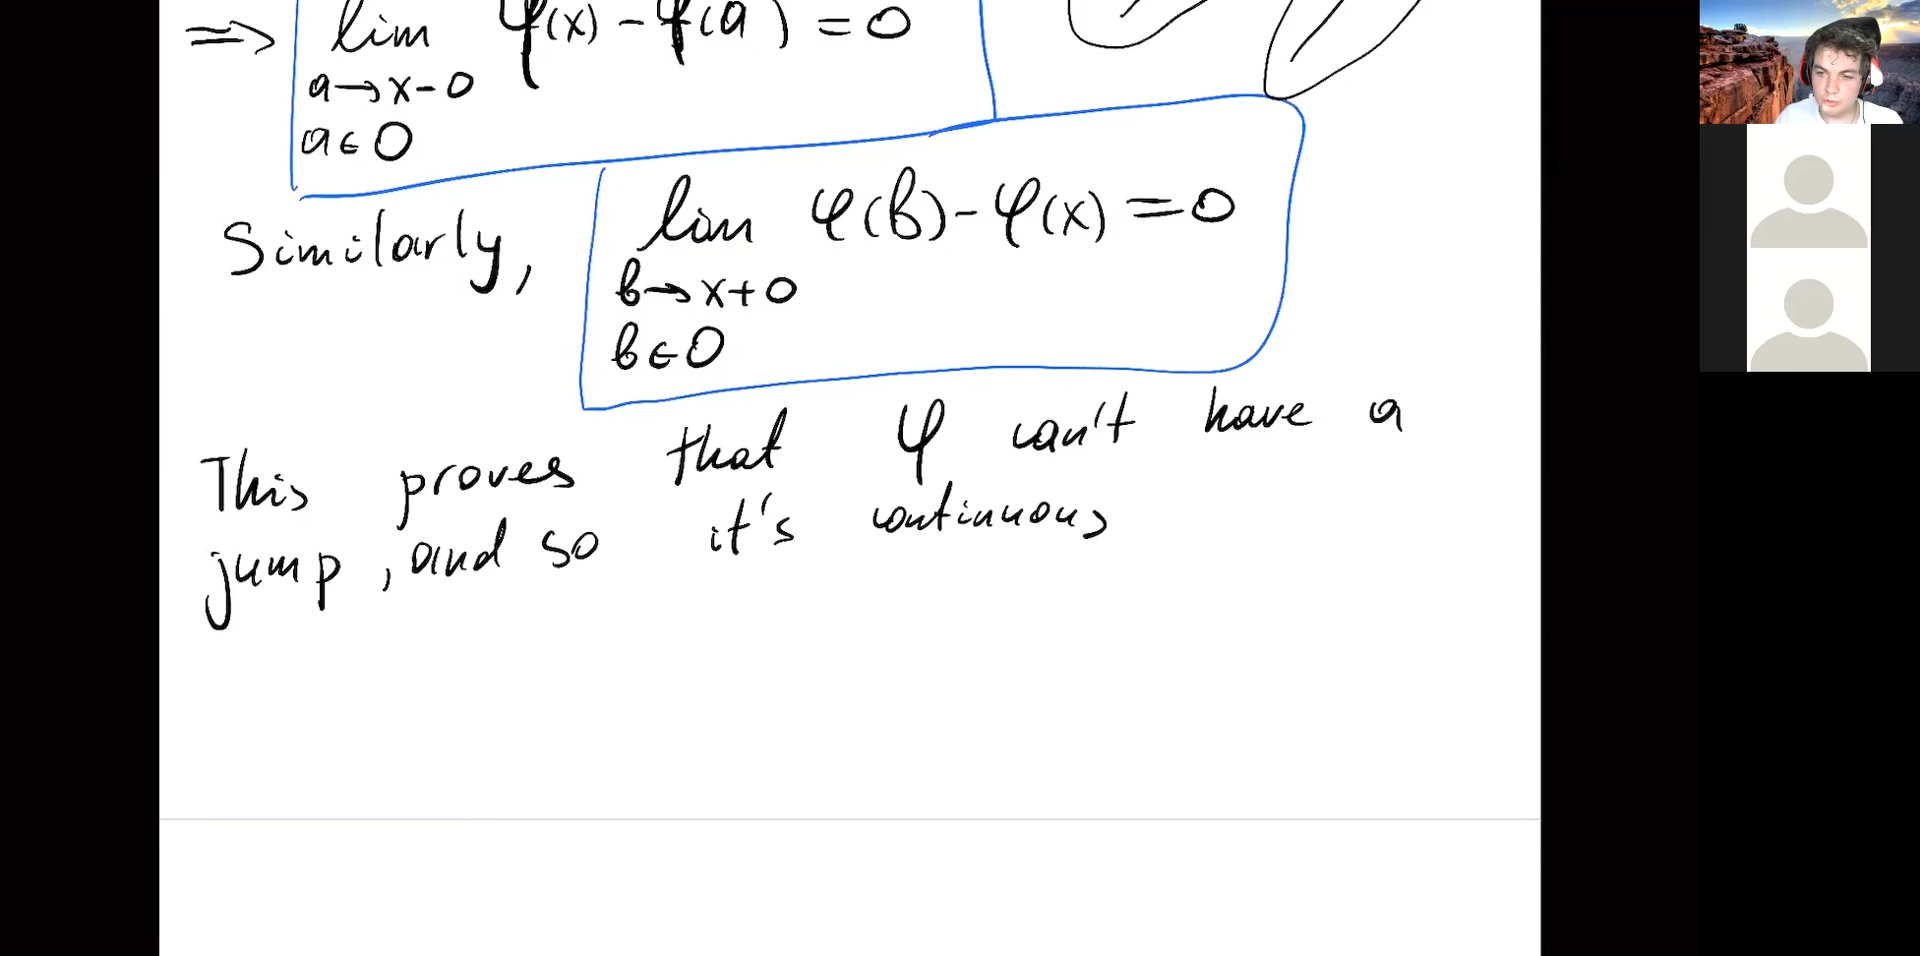 ⇒ lim φ(x) - φ(a) = 0
a→x-0
a∈O
Similarly, lim φ(b) - φ(x) = 0
b→x+0
b∈O
This proves that φ can't have a
jump, and so it's continuous